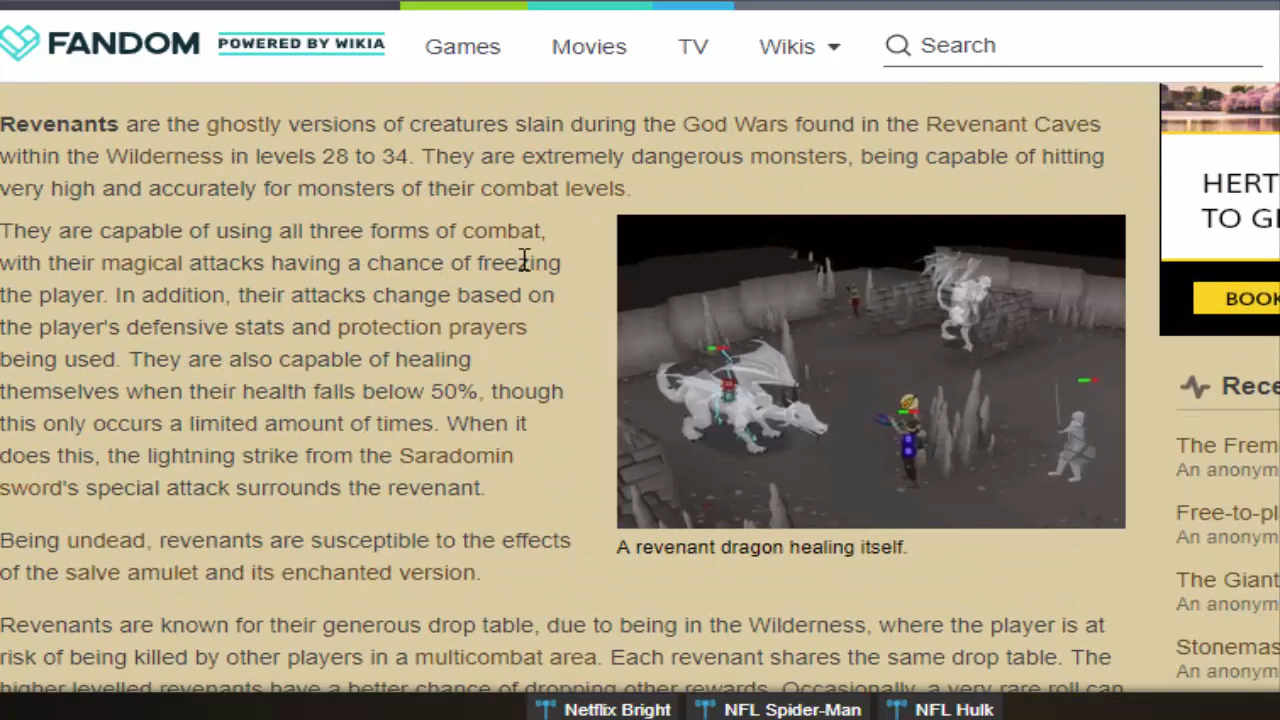 FANDOM POWERED BY WIKIA Games Movies TV Wikis Search
Revenants are the ghostly versions of creatures slain during the God Wars found in the Revenant Caves
within the Wilderness in levels 28 to 34. They are extremely dangerous monsters, being capable of hitting
very high and accurately for monsters of their combat levels.
They are capable of using all three forms of combat,
with their magical attacks having a chance of freezing
the player. In addition, their attacks change based on
the player's defensive stats and protection prayers
being used. They are also capable of healing
themselves when their health falls below 50%, though
this only occurs a limited amount of times. When it
does this, the lightning strike from the Saradomin
sword's special attack surrounds the revenant.
A revenant dragon healing itself.
Being undead, revenants are susceptible to the effects
of the salve amulet and its enchanted version.
Revenants are known for their generous drop table, due to being in the Wilderness, where the player is at
risk of being killed by other players in a multicombat area. Each revenant shares the same drop table. The
higher levelled revenants have a better chance of dropping other rewards. Occasionally, a very rare roll can
HERT
TO GI
BOOK
Rece
The Frem
An anonym
Free-to-pl
An anonym
The Giant
An anonym
Stonemas
An anonym
Netflix Bright NFL Spider-Man NFL Hulk